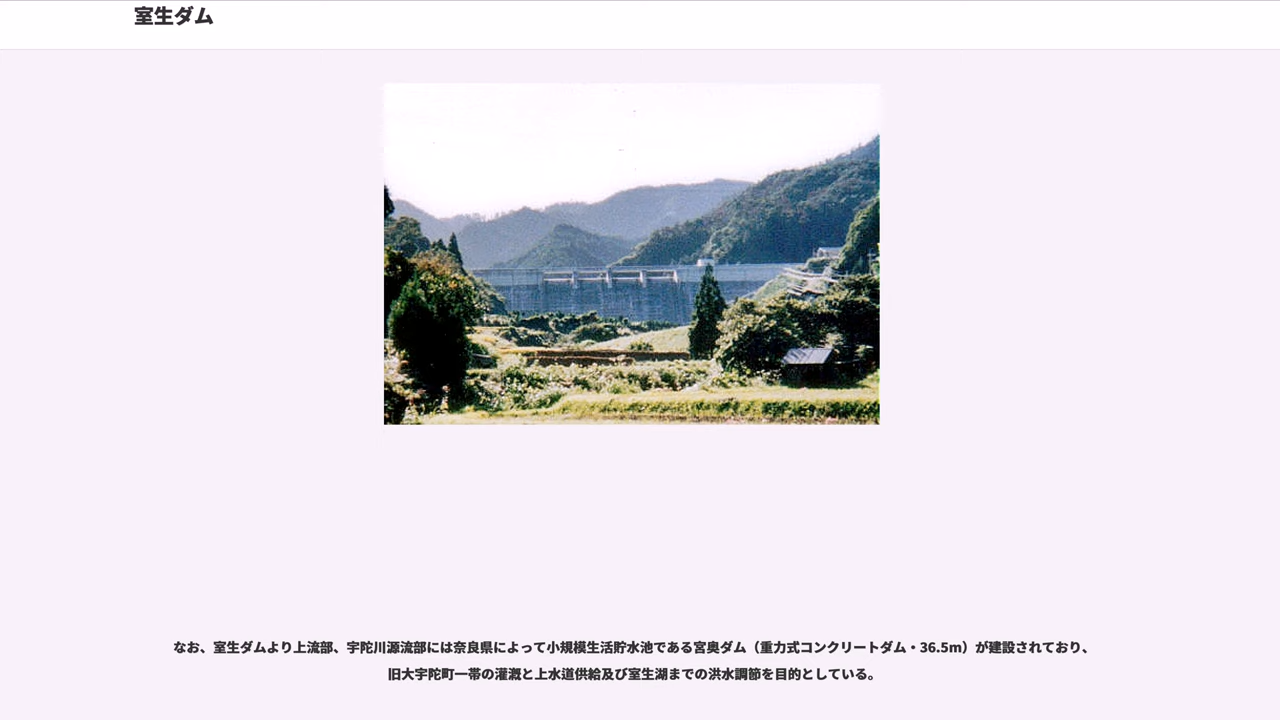 室生ダム
なお、室生ダムより上流部、宇陀川源流部には奈良県によって小規模生活貯水池である宮奥ダム（重力式コンクリートダム・36.5m）が建設されており、
旧大宇陀町一帯の灌漑と上水道供給及び室生湖までの洪水調節を目的としている。